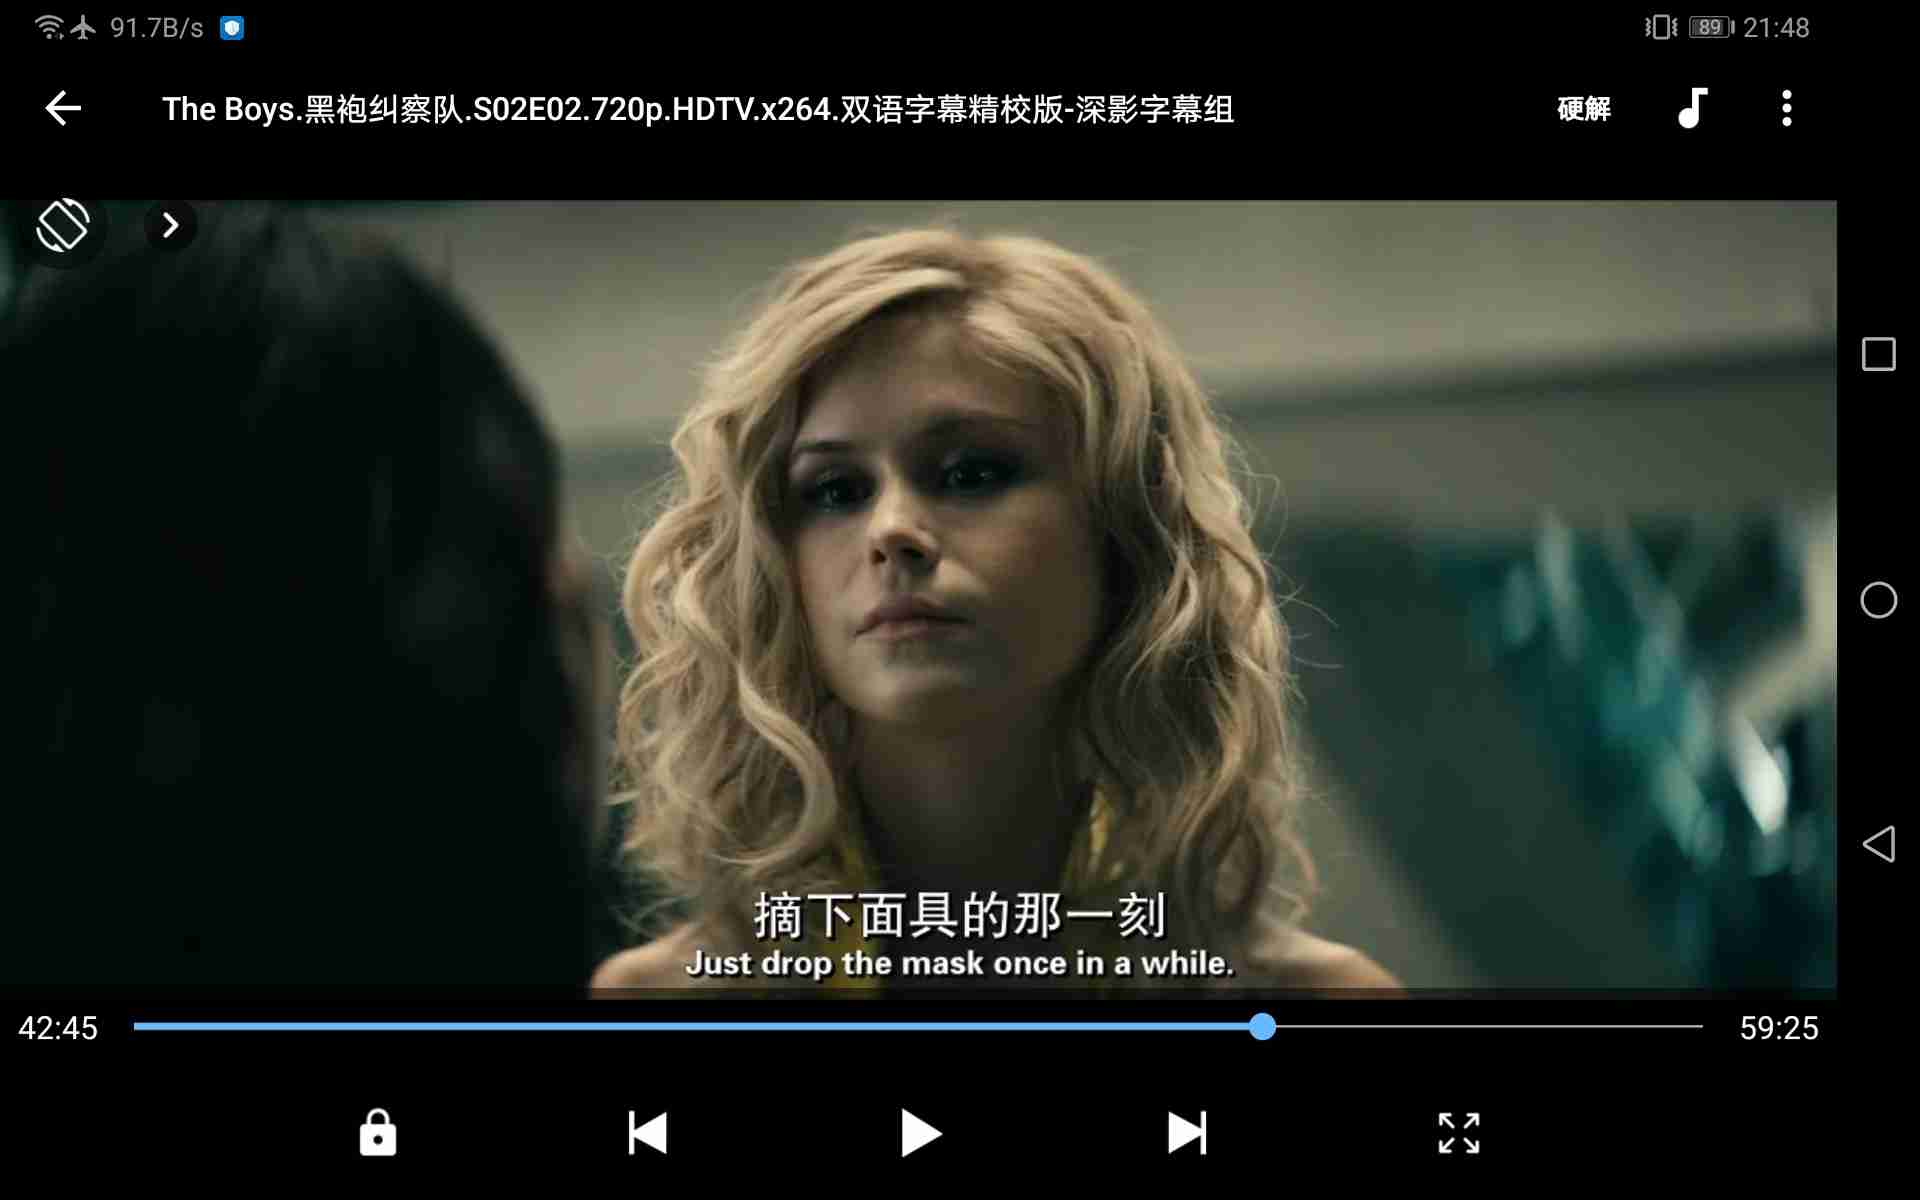 91.7B/s
89
21:48
The Boys.黑袍纠察队.S02E02.720p.HDTV.x264.双语字幕精校版-深影字幕组
硬解
摘下面具的那一刻
Just drop the mask once in a while.
42:45
59:25